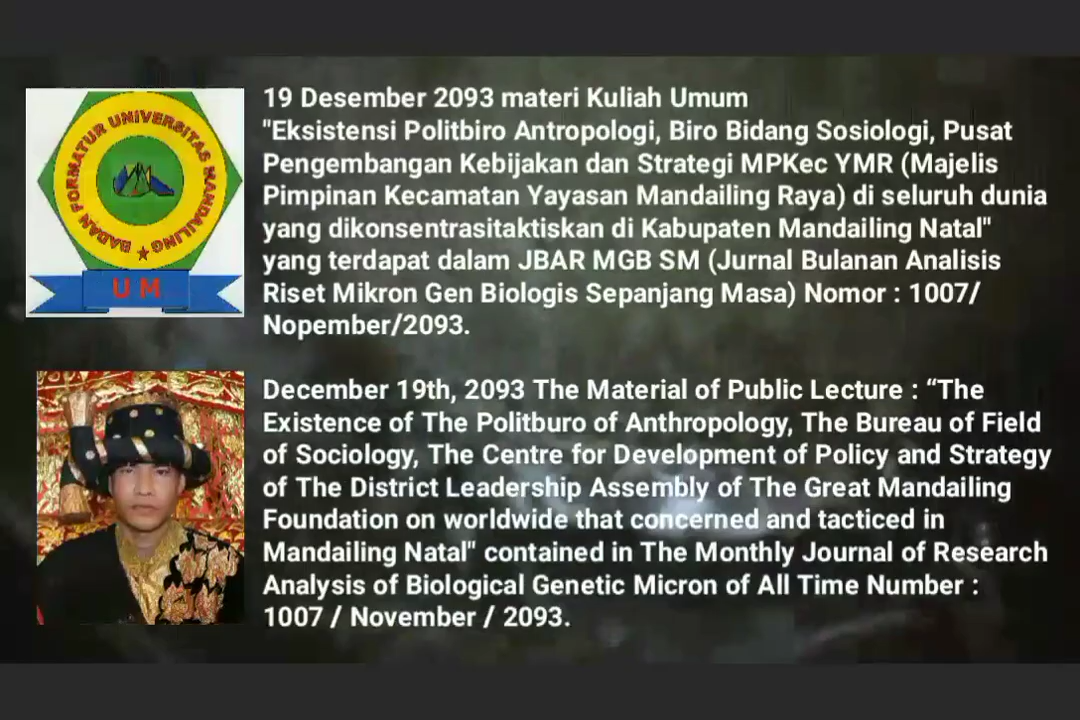 BADAN FORMATUR UNIVERSITAS MANDAILING
UM
19 Desember 2093 materi Kuliah Umum
"Eksistensi Politbiro Antropologi, Biro Bidang Sosiologi, Pusat
Pengembangan Kebijakan dan Strategi MPKec YMR (Majelis
Pimpinan Kecamatan Yayasan Mandailing Raya) di seluruh dunia
yang dikonsentrasitaktiskan di Kabupaten Mandailing Natal"
yang terdapat dalam JBAR MGB SM (Jurnal Bulanan Analisis
Riset Mikron Gen Biologis Sepanjang Masa) Nomor : 1007/
Nopember/2093.
December 19th, 2093 The Material of Public Lecture : “The
Existence of The Politburo of Anthropology, The Bureau of Field
of Sociology, The Centre for Development of Policy and Strategy
of The District Leadership Assembly of The Great Mandailing
Foundation on worldwide that concerned and tacticed in
Mandailing Natal" contained in The Monthly Journal of Research
Analysis of Biological Genetic Micron of All Time Number :
1007 / November / 2093.